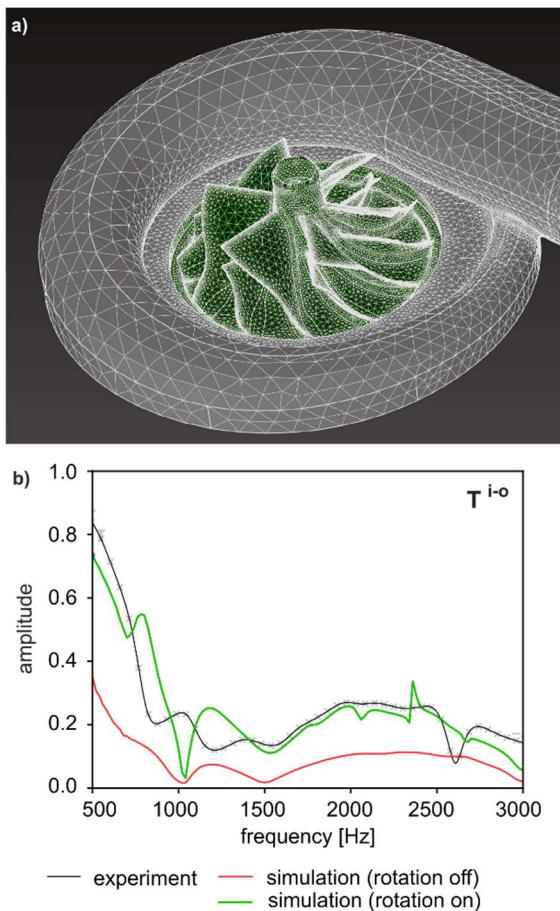 a)
b)
T i-o
1.0
0.8
0.6
0.4
0.2
0.0
amplitude
500 1000 1500 2000 2500 3000
frequency [Hz]
experiment simulation (rotation off)
simulation (rotation on)